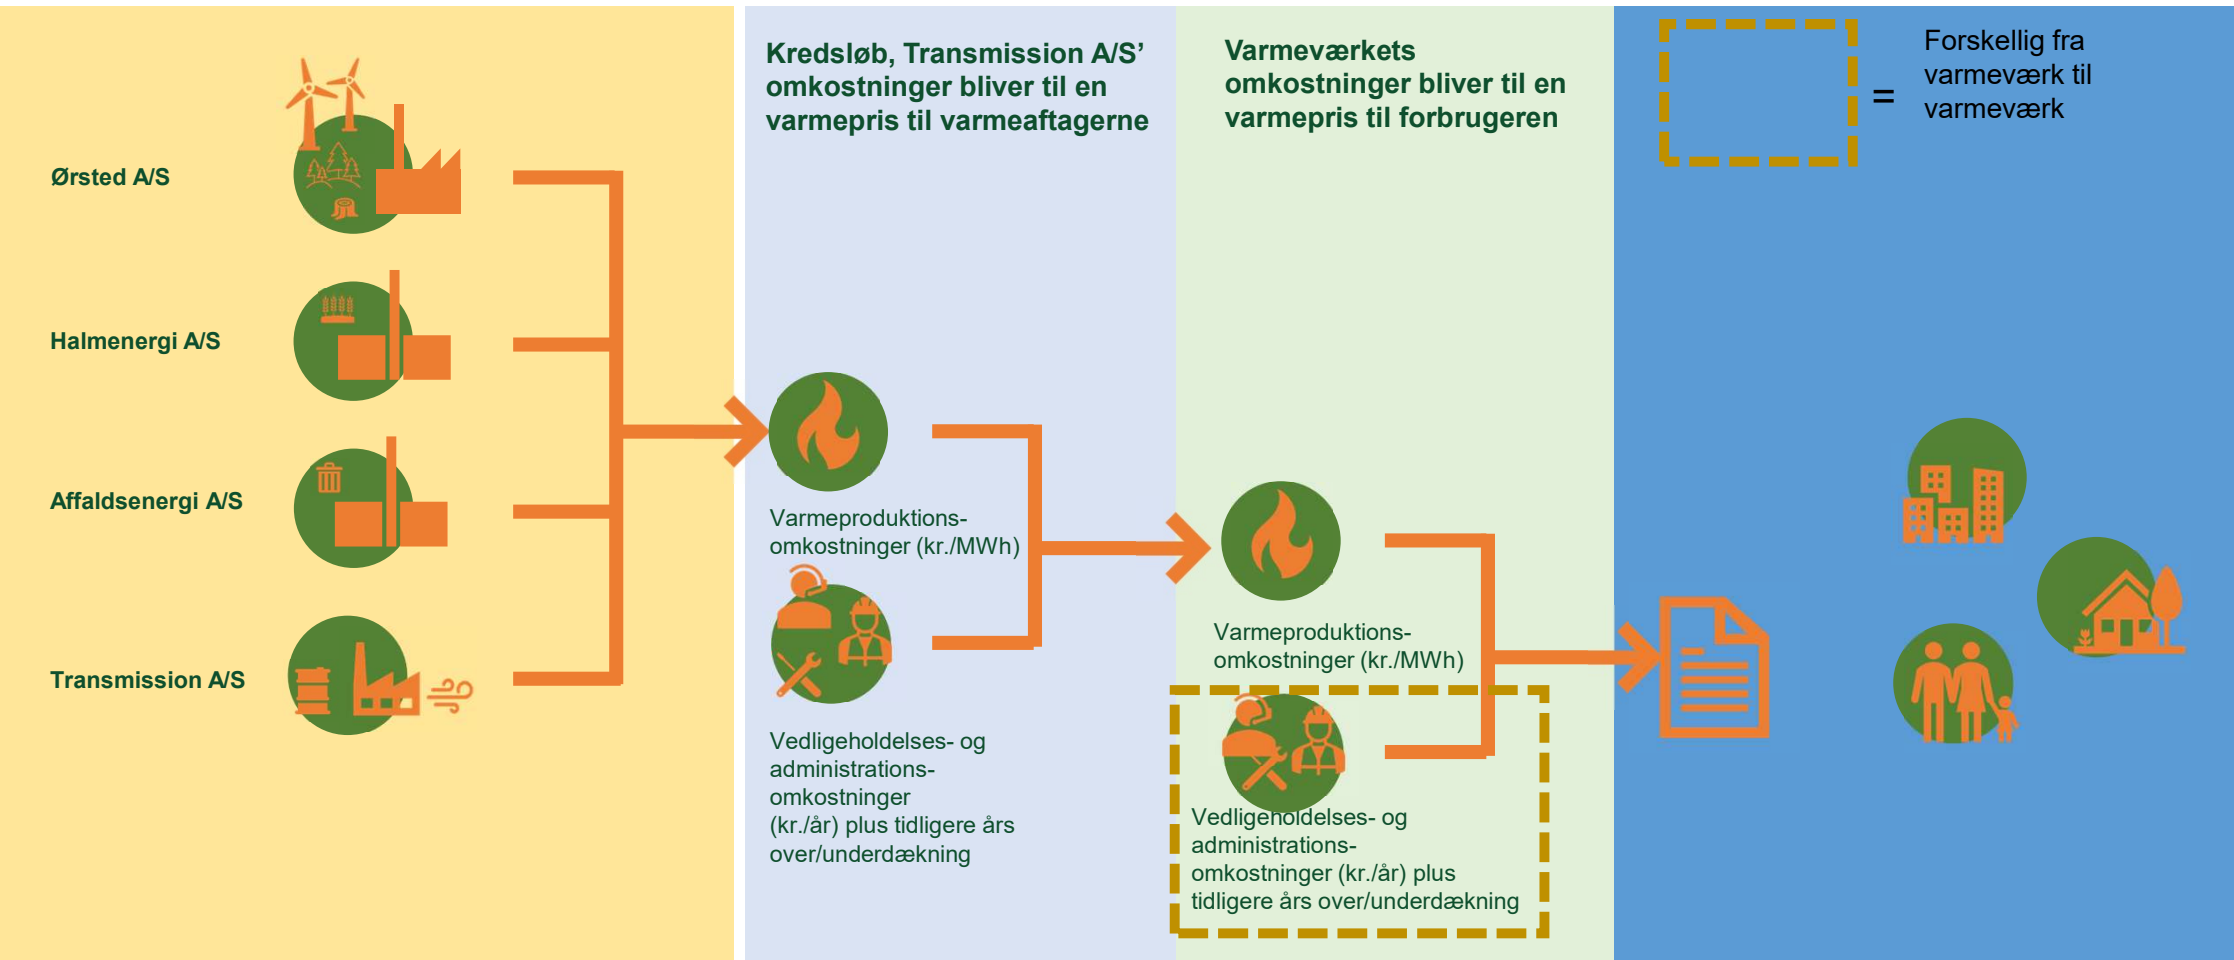 Ørsted A/S
Halmenergi A/S
Affaldsenergi A/S
Transmission A/S
Kredsløb, Transmission A/S’
omkostninger bliver til en
varmepris til varmeaftagerne
Varmeproduktions-
omkostninger (kr./MWh)
Vedligeholdelses- og
administrations-
omkostninger
(kr./år) plus tidligere års
over/underdækning
Varmeværkets
omkostninger bliver til en
varmepris til forbrugeren
Varmeproduktions-
omkostninger (kr./MWh)
Vedligeholdelses- og
administrations-
omkostninger (kr./år) plus
tidligere års over/underdækning
=
Forskellig fra
varmeværk til
varmeværk